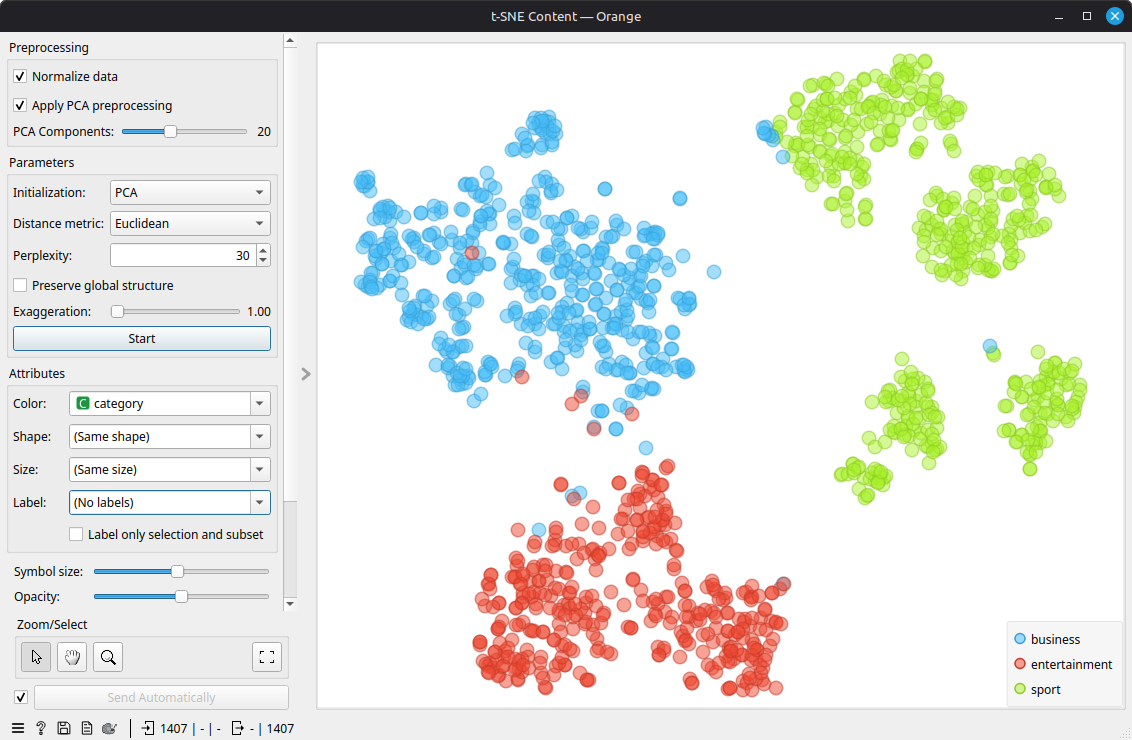 t-SNE Content — Orange
Preprocessing
Normalize data
Apply PCA preprocessing
PCA Components: 20
Parameters
Initialization: PCA
Distance metric: Euclidean
Perplexity: 30
Preserve global structure
Exaggeration: 1.00
Start
Attributes
Color: C category
Shape: (Same shape)
Size: (Same size)
Label: (No labels)
Label only selection and subset
Symbol size:
Opacity:
Zoom/Select
Send Automatically
1407 | - | - - | 1407
business
entertainment
sport